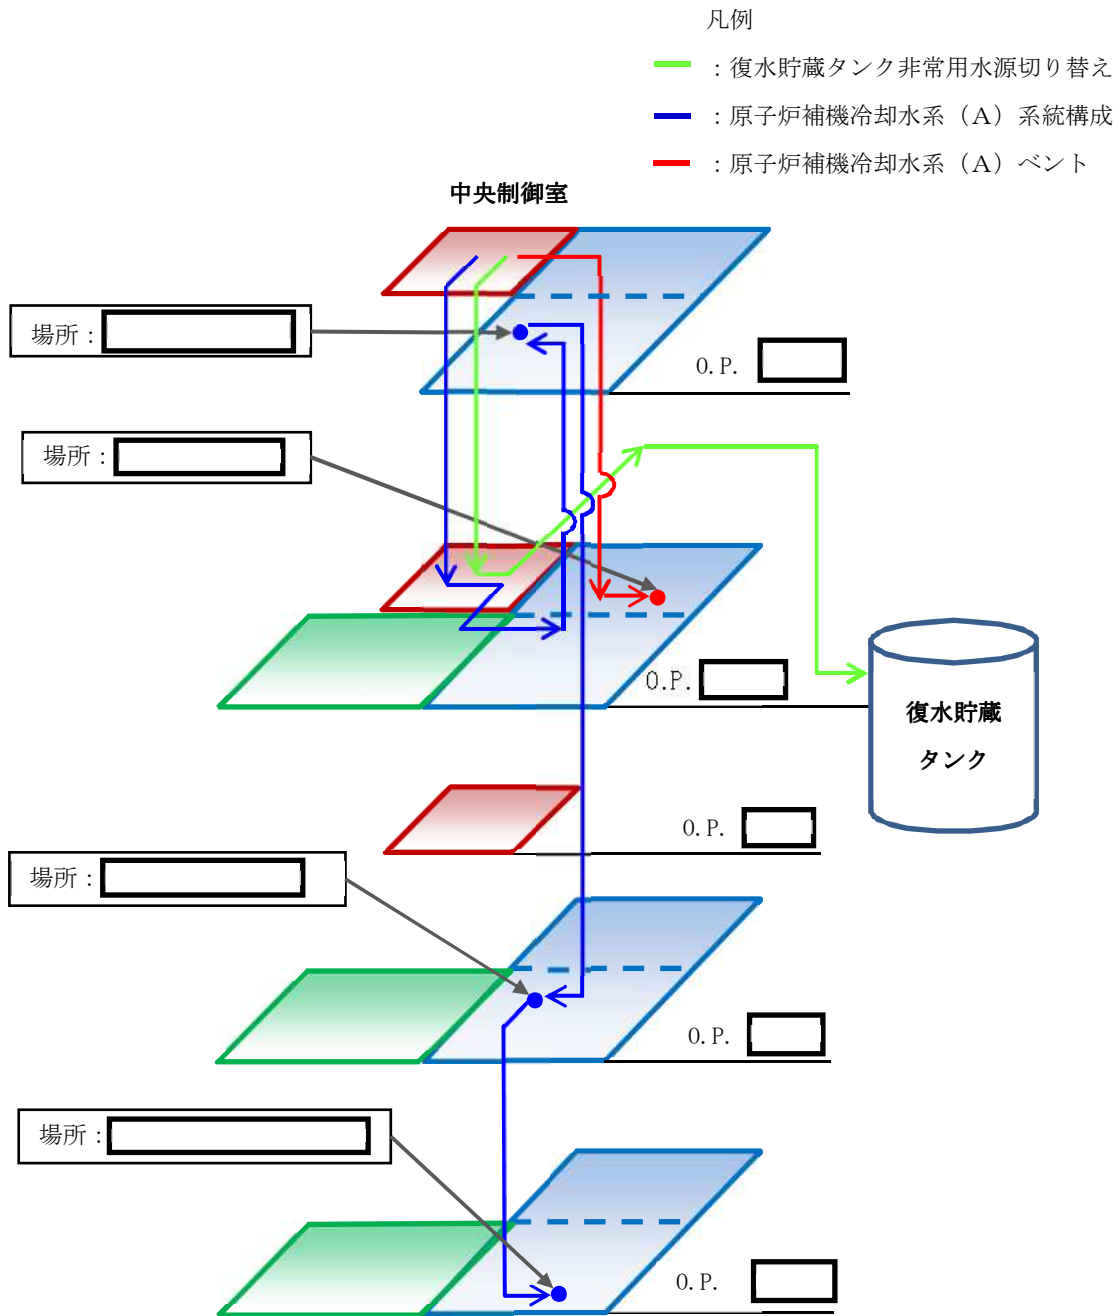 凡例
：復水貯蔵タンク非常用水源切り替え
：原子炉補機冷却水系（A）系統構成
：原子炉補機冷却水系（A）ベント
中央制御室
場所：
O.P.
場所：
O.P.
復水貯蔵
タンク
O.P.
場所：
O.P.
場所：
O.P.